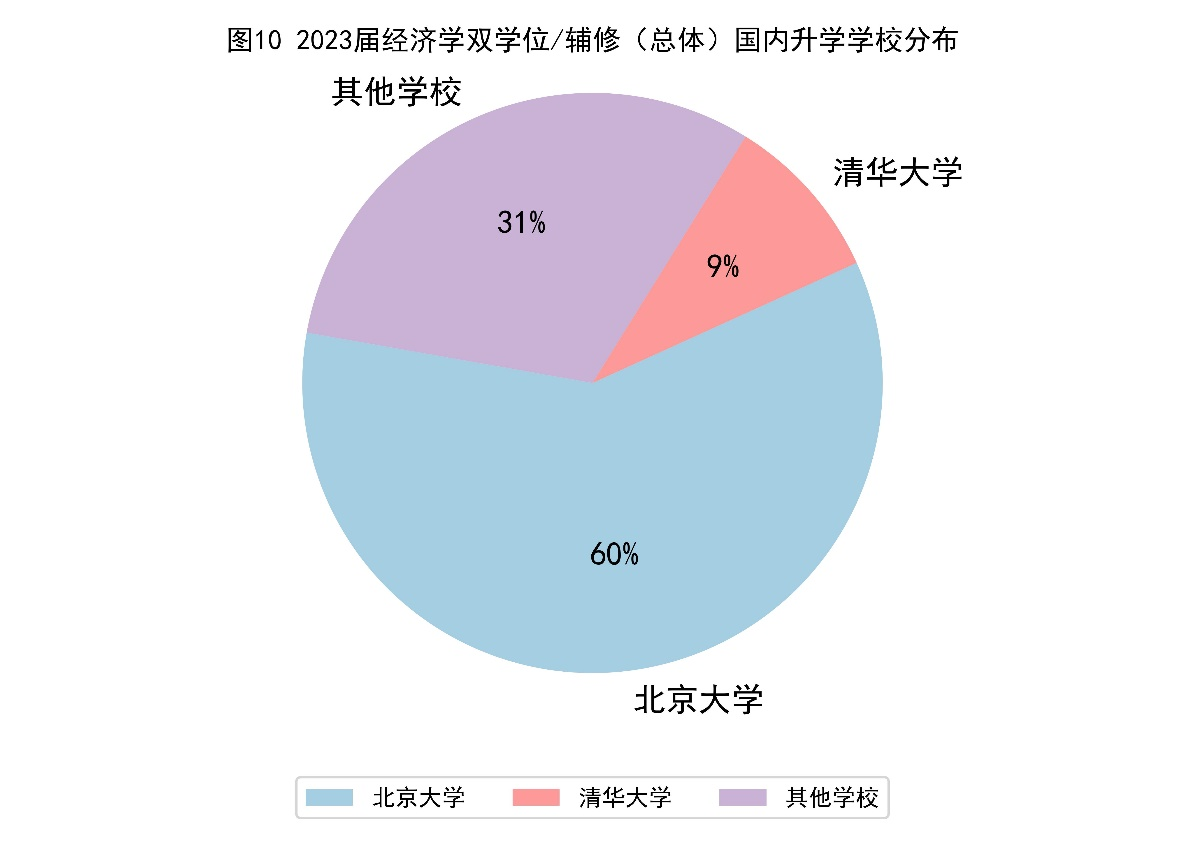 图10 2023届经济学双学位/辅修（总体）国内升学学校分布
其他学校
清华大学
31%
9%
60%
北京大学
北京大学 清华大学 其他学校